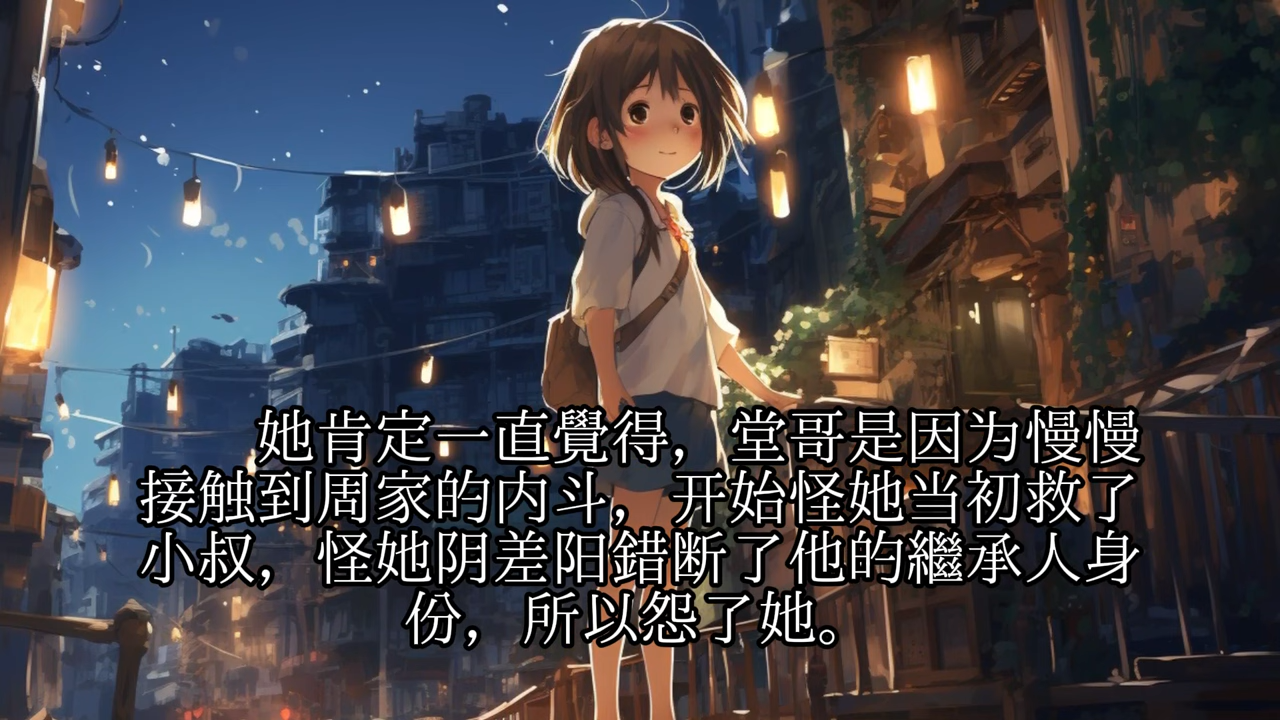 她肯定一直覺得，堂哥是因为慢慢
接触到周家的内斗，开始怪她当初救了
小叔，怪她阴差阳錯断了他的繼承人身
份，所以怨了她。